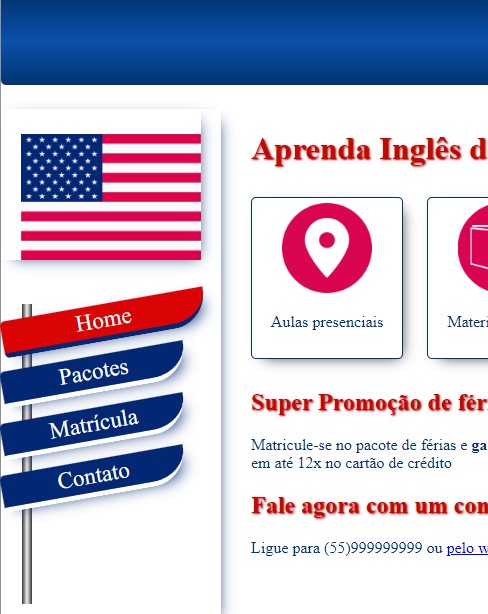 Aprenda Inglês d
Home
Pacotes
Matrícula
Contato
Aulas presenciais
Materi
Super Promoção de fér
Matricule-se no pacote de férias e ga
em até 12x no cartão de crédito
Fale agora com um con
Ligue para (55)999999999 ou pelo w